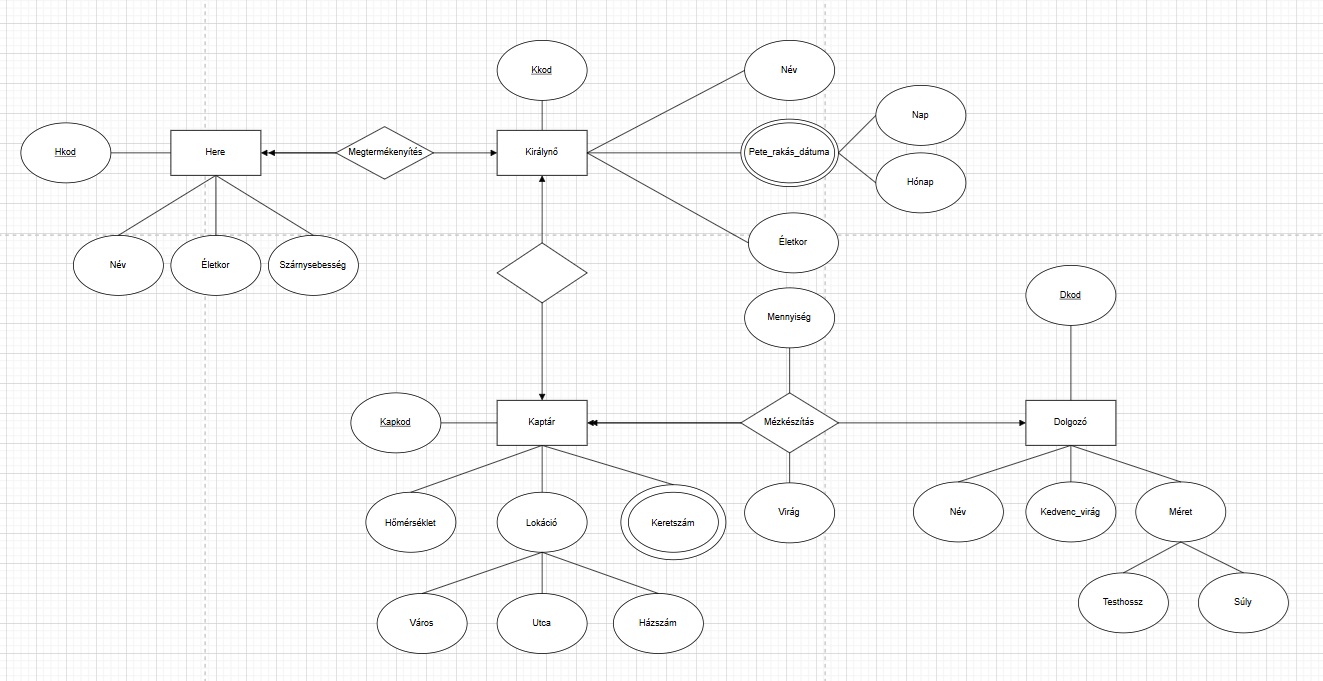 Kkod
Név
Nap
Hkod
Here
Megtermékenyítés
Királynő
Pete_rakás_dátuma
Hónap
Név
Életkor
Szárnysebesség
Életkor
Dkod
Mennyiség
Kapkod
Kaptár
Mézkészítás
Dolgozó
Hőmérséklet
Lokáció
Keretszám
Virág
Név
Kedvenc_virág
Méret
Város
Utca
Házszám
Testhossz
Súly